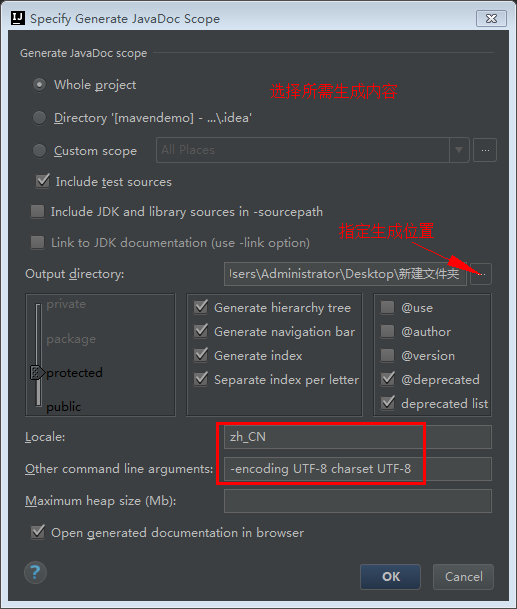 Specify Generate JavaDoc Scope
Generate JavaDoc scope
Whole project
选择所需生成内容
Directory '[mavendemo] - ...\.idea'
Custom scope
All Places
...
Include test sources
Include JDK and library sources in -sourcepath
Link to JDK documentation (use -link option)
指定生成位置
Output directory:
sers\Administrator\Desktop\新建文件夹
...
private
package
protected
public
Generate hierarchy tree
Generate navigation bar
Generate index
Separate index per letter
@use
@author
@version
@deprecated
deprecated list
Locale:
zh_CN
Other command line arguments:
-encoding UTF-8 charset UTF-8
Maximum heap size (Mb):
Open generated documentation in browser
?
OK
Cancel